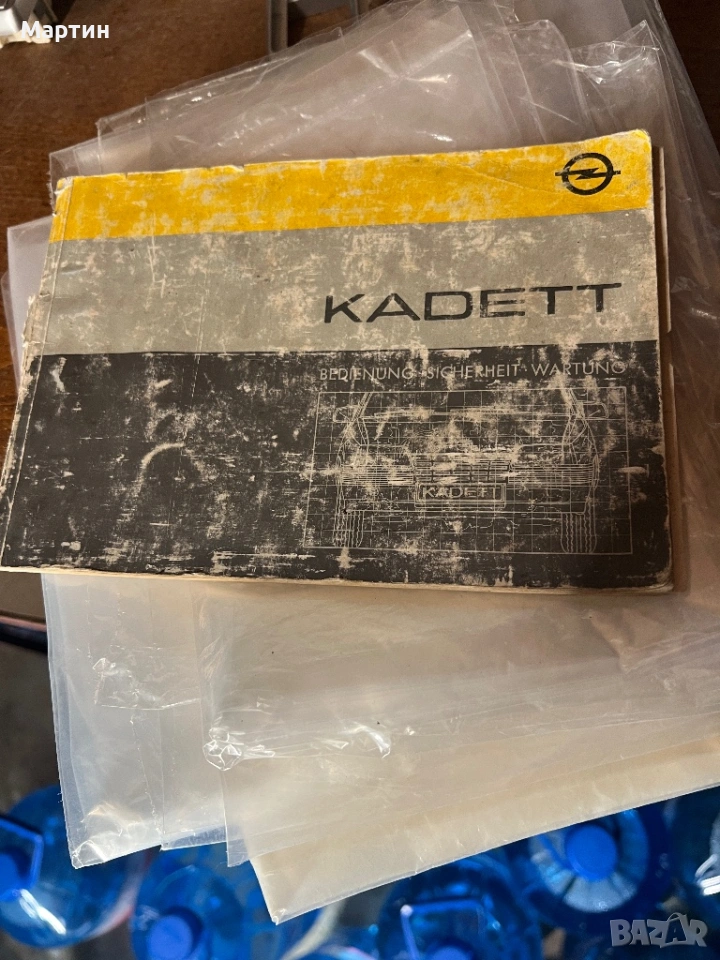 Мартин
KADETT
BEDIENUNG · SICHERHEIT · WARTUNG
KADETT
BAZAR